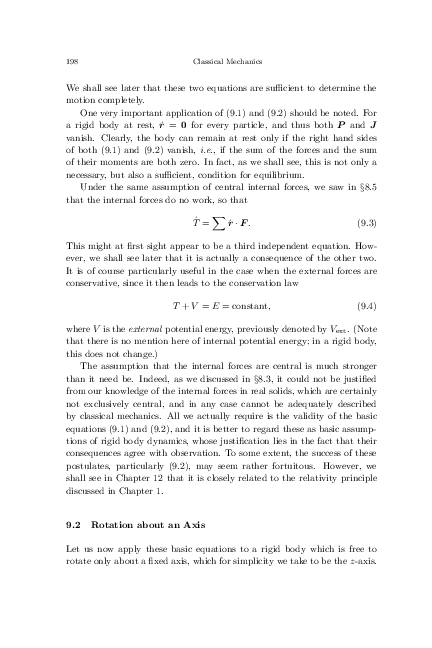 198 Classical Mechanics
We shall see later that these two equations are sufficient to determine the
motion completely.
One very important application of (9.1) and (9.2) should be noted. For
a rigid body at rest, ṙ = 0 for every particle, and thus both P and J
vanish. Clearly, the body can remain at rest only if the right hand sides
of both (9.1) and (9.2) vanish, i.e., if the sum of the forces and the sum
of their moments are both zero. In fact, as we shall see, this is not only a
necessary, but also a sufficient, condition for equilibrium.
Under the same assumption of central internal forces, we saw in §8.5
that the internal forces do no work, so that
Ṫ = ∑ ṙ · F. (9.3)
This might at first sight appear to be a third independent equation. How-
ever, we shall see later that it is actually a consequence of the other two.
It is of course particularly useful in the case when the external forces are
conservative, since it then leads to the conservation law
T + V = E = constant, (9.4)
where V is the external potential energy, previously denoted by Vext. (Note
that there is no mention here of internal potential energy; in a rigid body,
this does not change.)
The assumption that the internal forces are central is much stronger
than it need be. Indeed, as we discussed in §8.3, it could not be justified
from our knowledge of the internal forces in real solids, which are certainly
not exclusively central, and in any case cannot be adequately described
by classical mechanics. All we actually require is the validity of the basic
equations (9.1) and (9.2), and it is better to regard these as basic assump-
tions of rigid body dynamics, whose justification lies in the fact that their
consequences agree with observation. To some extent, the success of these
postulates, particularly (9.2), may seem rather fortuitous. However, we
shall see in Chapter 12 that it is closely related to the relativity principle
discussed in Chapter 1.
9.2 Rotation about an Axis
Let us now apply these basic equations to a rigid body which is free to
rotate only about a fixed axis, which for simplicity we take to be the z-axis.